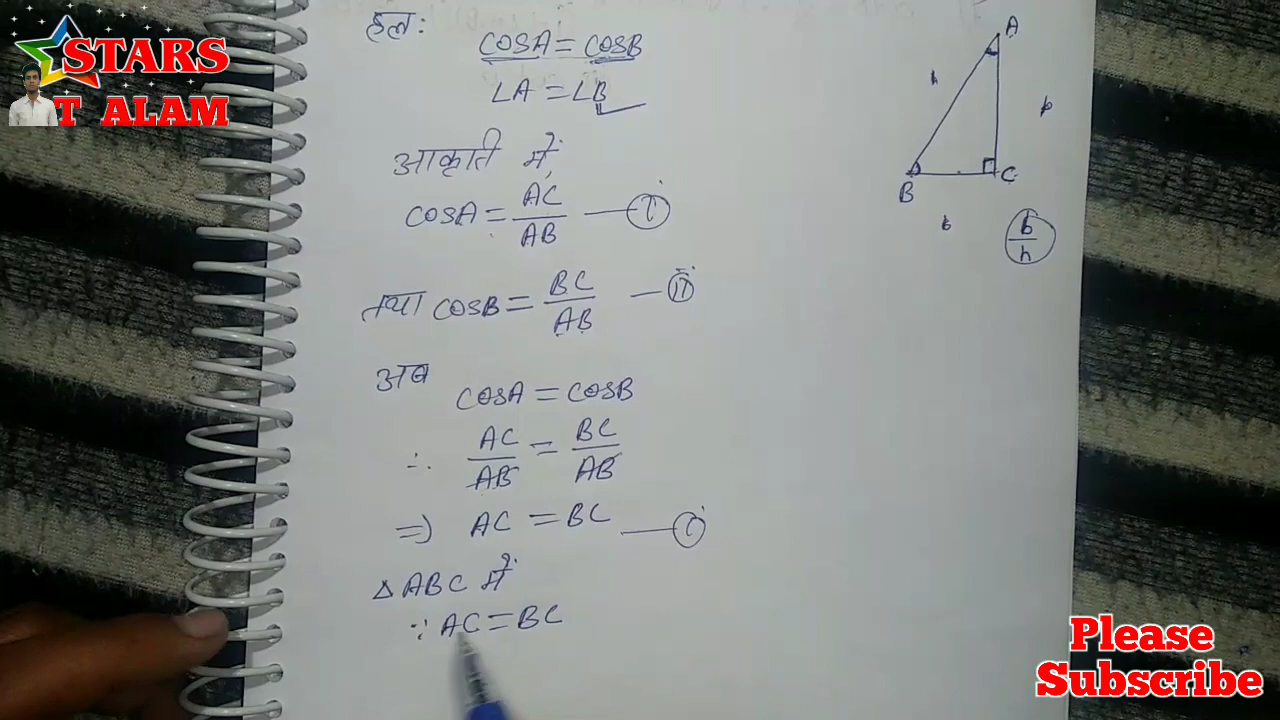 STARS
T ALAM
हल:
COSA = COSB
∠A = ∠B
आकृती में
COSA = AC/AB — (i)
तथा COSB = BC/AB — (ii)
अब
COSA = COSB
∴ AC/AB = BC/AB
⇒ AC = BC — (i)
△ABC में
∵ AC = BC
A
h
p
B
C
b
b/h
Please
Subscribe